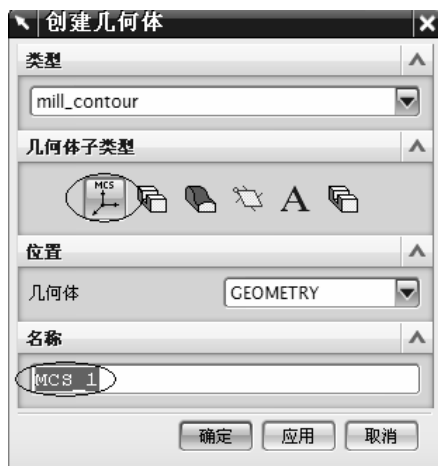 创建几何体
类型
mill_contour
几何体子类型
MCS
A
位置
几何体 GEOMETRY
名称
MCS_1
确定 应用 取消